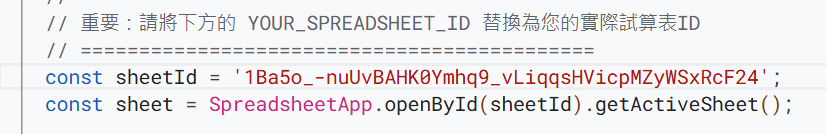 //
// 重要：請將下方的 YOUR_SPREADSHEET_ID 替換為您的實際試算表ID
// =============================================
const sheetId = '1Ba5o_-nuUvBAHK0Ymhq9_vLiqqsHVicpMZyWSxRcF24';
const sheet = SpreadsheetApp.openById(sheetId).getActiveSheet();